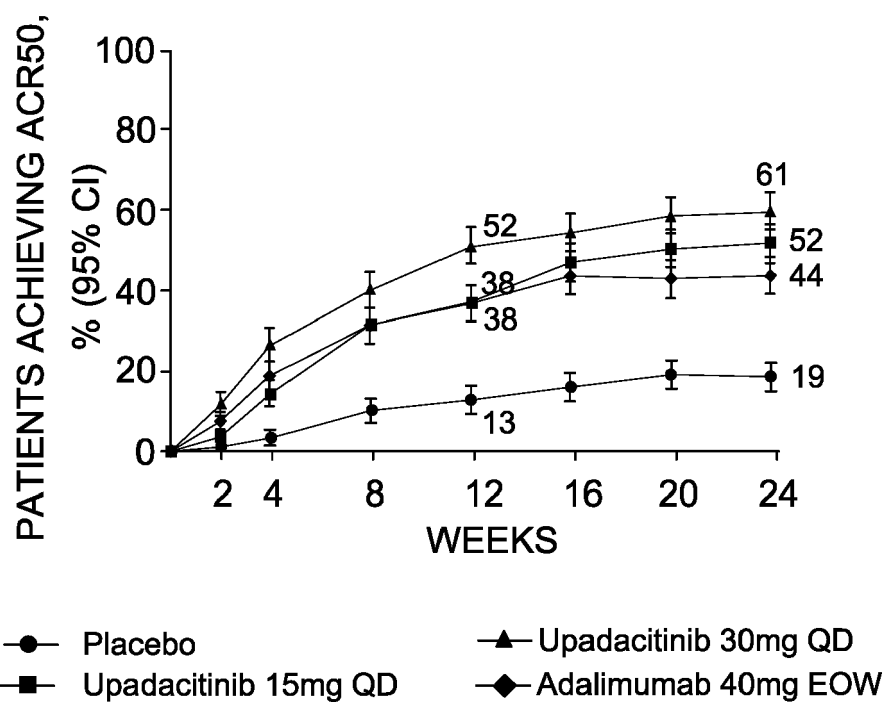 PATIENTS ACHIEVING ACR50,
% (95% CI)
100
80
60
40
20
0
61
52
52
44
38
38
19
13
2 4 8 12 16 20 24
WEEKS
Placebo
Upadacitinib 30mg QD
Upadacitinib 15mg QD
Adalimumab 40mg EOW